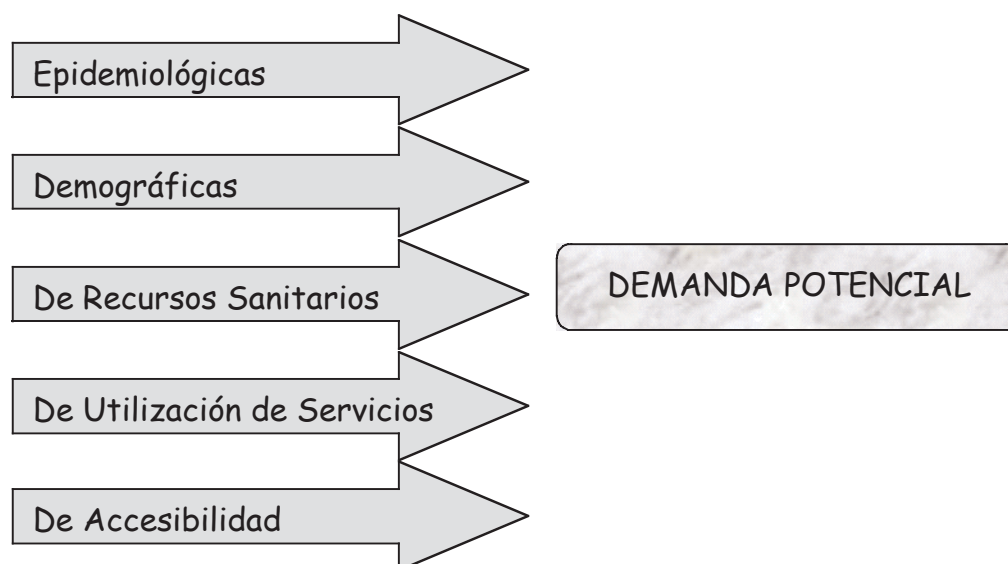 Epidemiológicas
Demográficas
De Recursos Sanitarios
DEMANDA POTENCIAL
De Utilización de Servicios
De Accesibilidad